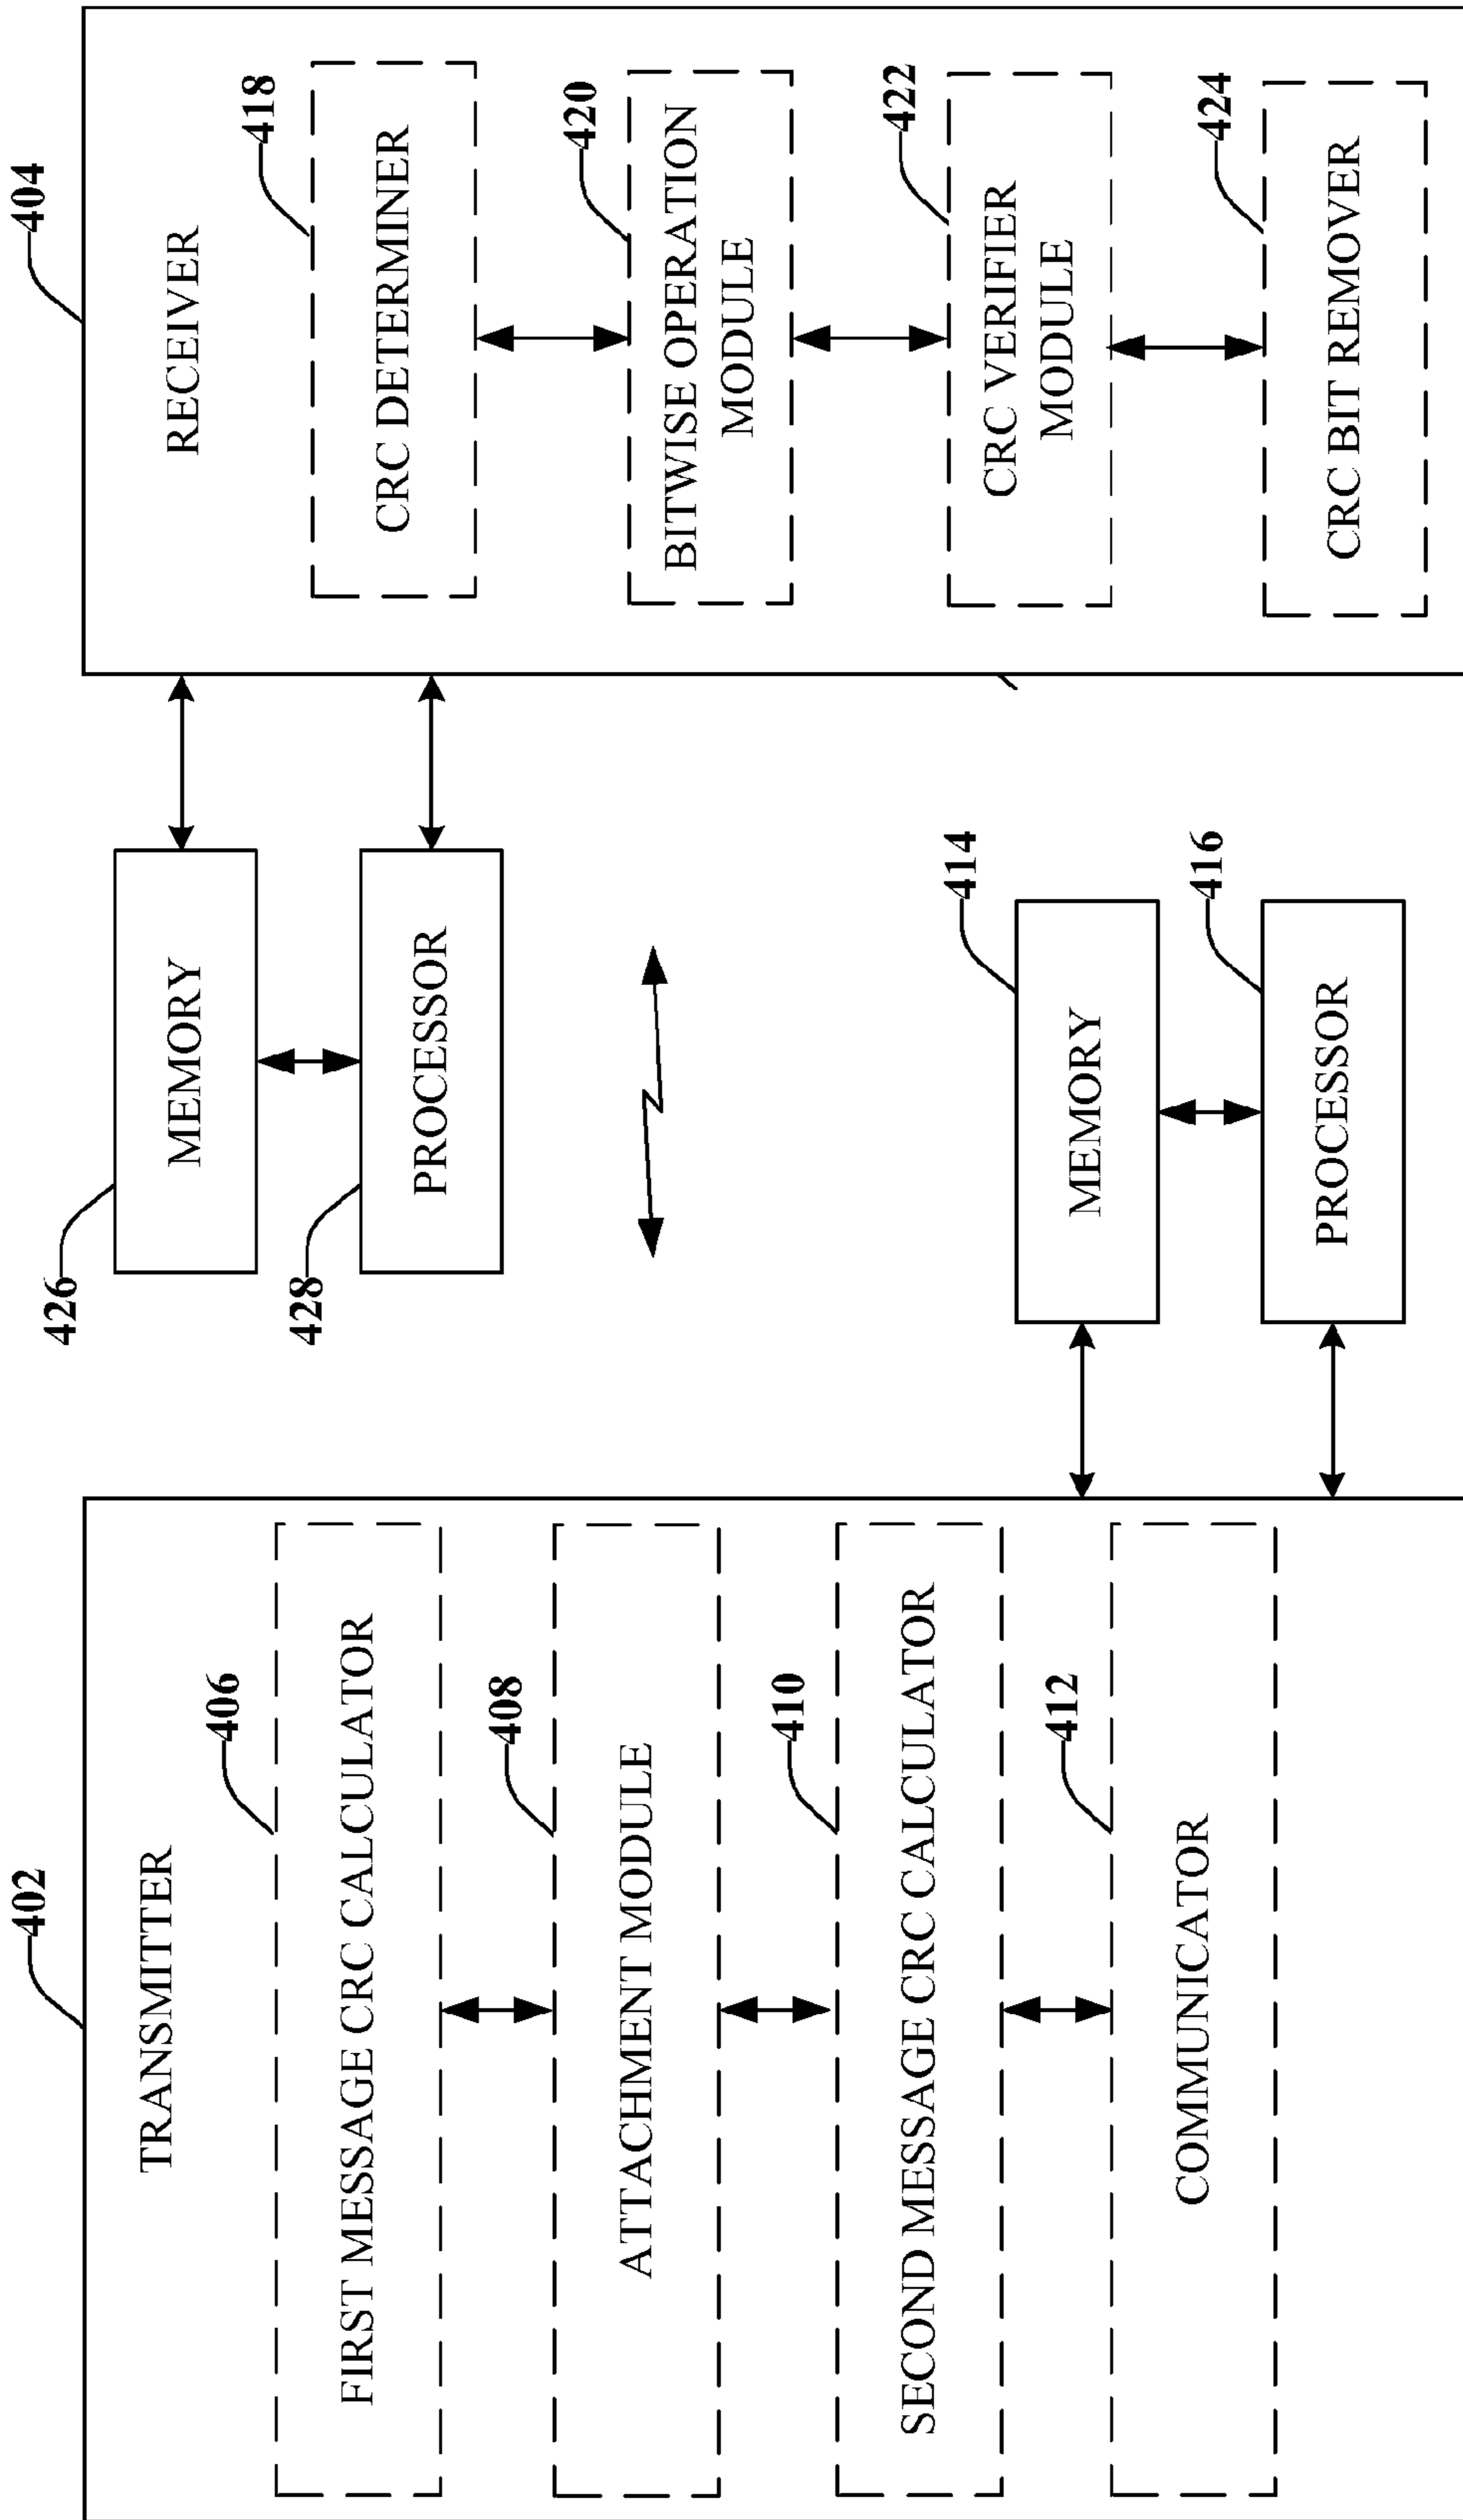 402
TRANSMITTER
406
FIRST MESSAGE CRC CALCULATOR
408
ATTACHMENT MODULE
410
SECOND MESSAGE CRC CALCULATOR
412
COMMUNICATOR
426
MEMORY
428
PROCESSOR
414
MEMORY
416
PROCESSOR
404
RECEIVER
418
CRC DETERMINER
420
BITWISE OPERATION
MODULE
422
CRC VERIFIER
MODULE
424
CRC BIT REMOVER